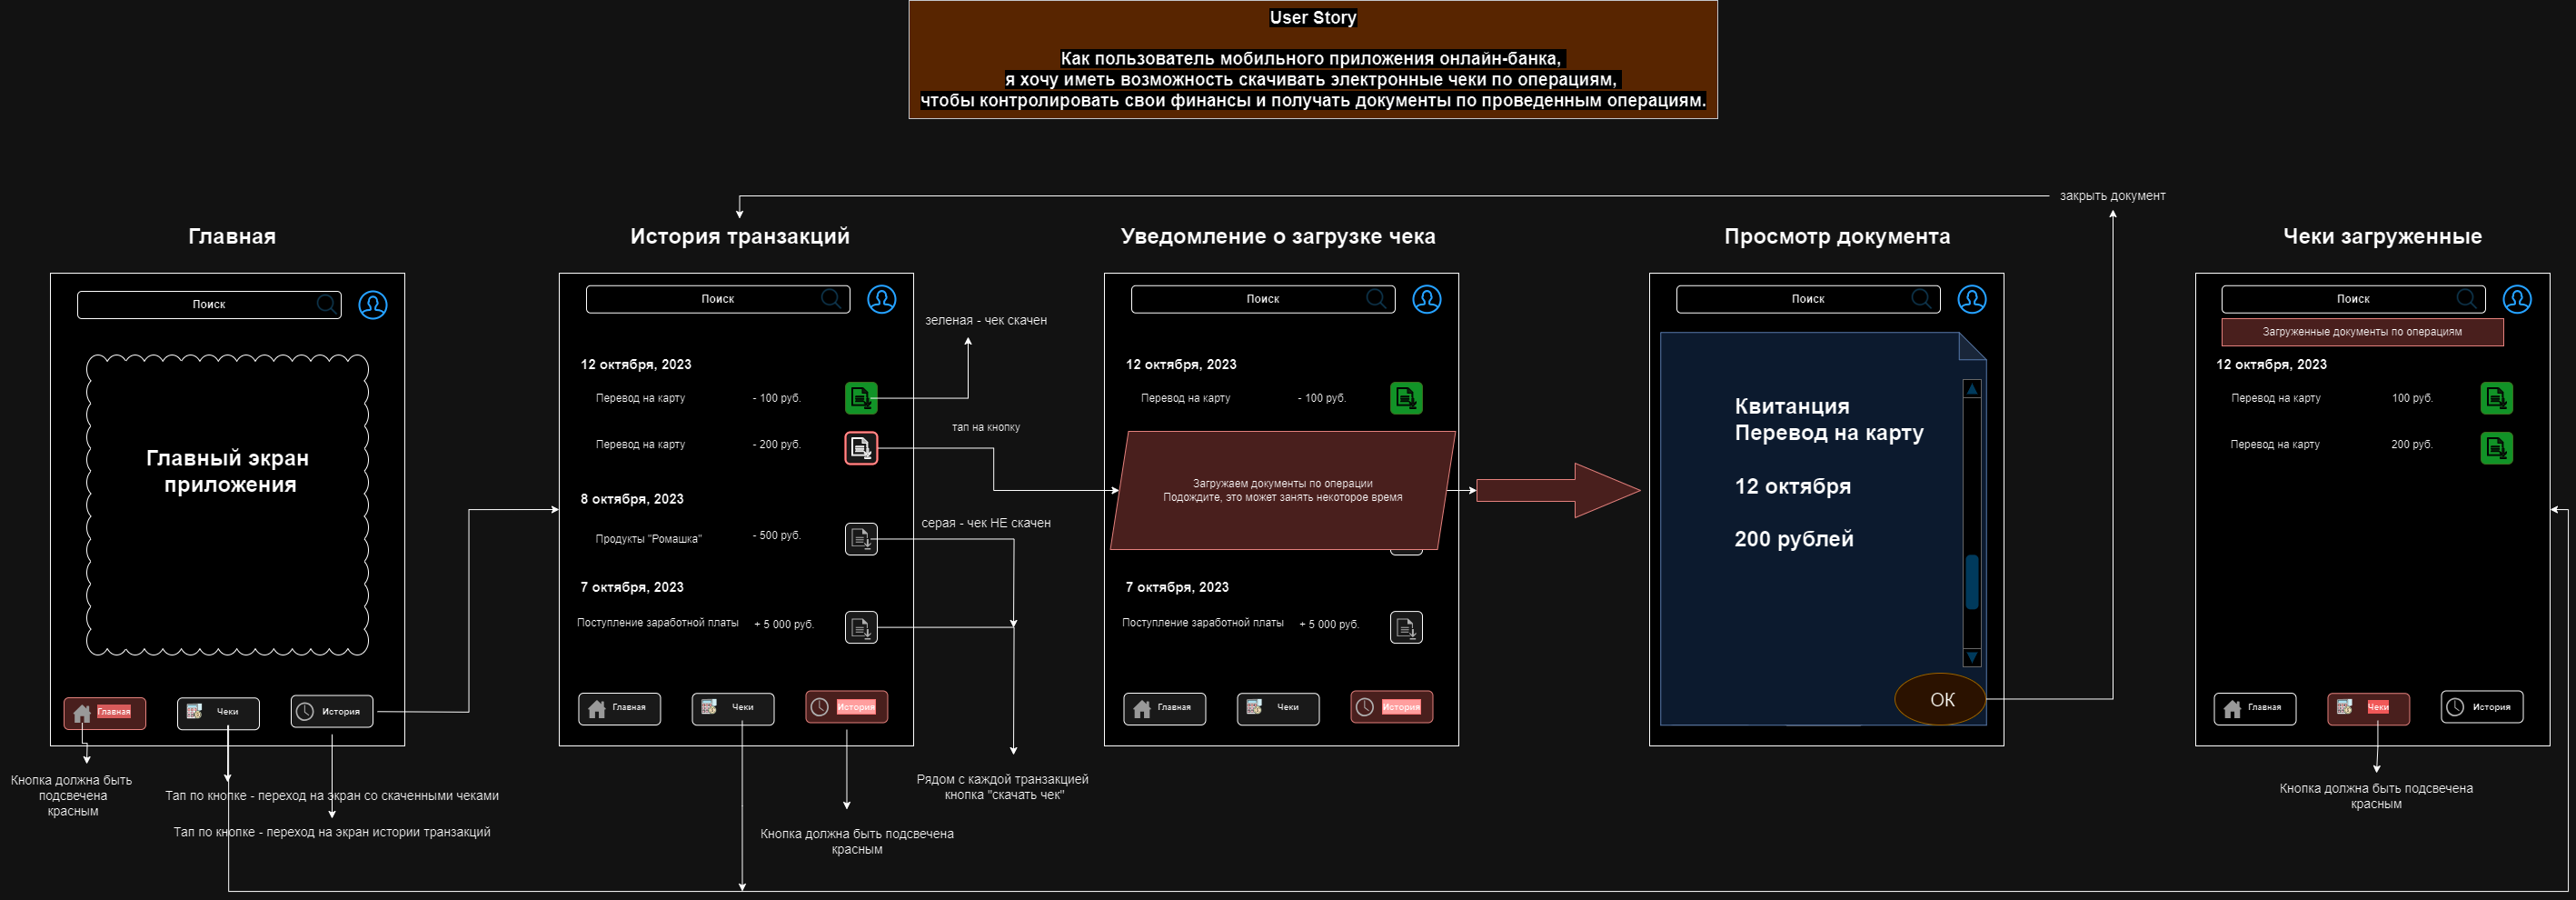 User Story
Как пользователь мобильного приложения онлайн-банка,
я хочу иметь возможность скачивать электронные чеки по операциям,
чтобы контролировать свои финансы и получать документы по проведенным операциям.
закрыть документ
Главная
Поиск
Главный экран
приложения
Главная
Чеки
История
Кнопка должна быть
подсвечена
красным
Тап по кнопке - переход на экран со скаченными чеками
Тап по кнопке - переход на экран истории транзакций
История транзакций
Поиск
12 октября, 2023
Перевод на карту - 100 руб.
Перевод на карту - 200 руб.
8 октября, 2023
Продукты "Ромашка" - 500 руб.
7 октября, 2023
Поступление заработной платы + 5 000 руб.
Главная
Чеки
История
зеленая - чек скачен
тап на кнопку
серая - чек НЕ скачен
Рядом с каждой транзакцией
кнопка "скачать чек"
Кнопка должна быть подсвечена
красным
Уведомление о загрузке чека
Поиск
12 октября, 2023
Перевод на карту - 100 руб.
Загружаем документы по операции
Подождите, это может занять некоторое время
7 октября, 2023
Поступление заработной платы + 5 000 руб.
Главная
Чеки
История
Просмотр документа
Поиск
Квитанция
Перевод на карту
12 октября
200 рублей
ОК
Чеки загруженные
Поиск
Загруженные документы по операциям
12 октября, 2023
Перевод на карту 100 руб.
Перевод на карту 200 руб.
Главная
Чеки
История
Кнопка должна быть подсвечена
красным